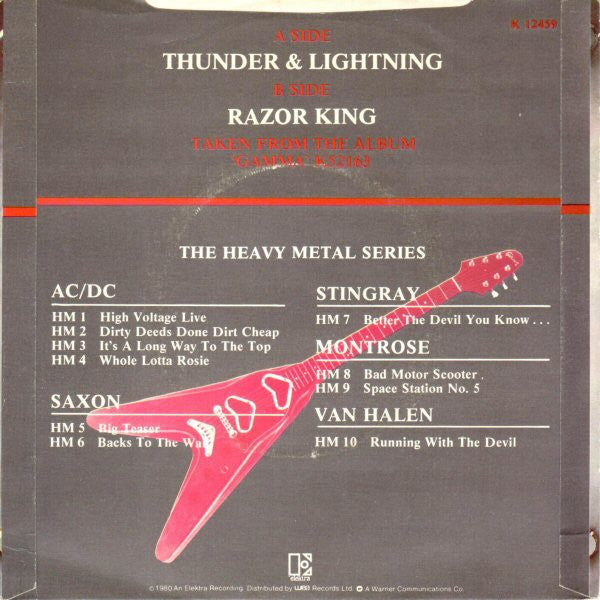 K 12459
A SIDE
THUNDER & LIGHTNING
B SIDE
RAZOR KING
TAKEN FROM THE ALBUM
'GAMMA' K52163
THE HEAVY METAL SERIES
AC/DC
HM 1 High Voltage Live
HM 2 Dirty Deeds Done Dirt Cheap
HM 3 It's A Long Way To The Top
HM 4 Whole Lotta Rosie
SAXON
HM 5 Big Teaser
HM 6 Backs To The Wall
STINGRAY
HM 7 Better The Devil You Know . . .
MONTROSE
HM 8 Bad Motor Scooter .
HM 9 Space Station No. 5
VAN HALEN
HM 10 Running With The Devil
elektra
© 1980 An Elektra Recording. Distributed by wea Records Ltd. A Warner Communications Co.